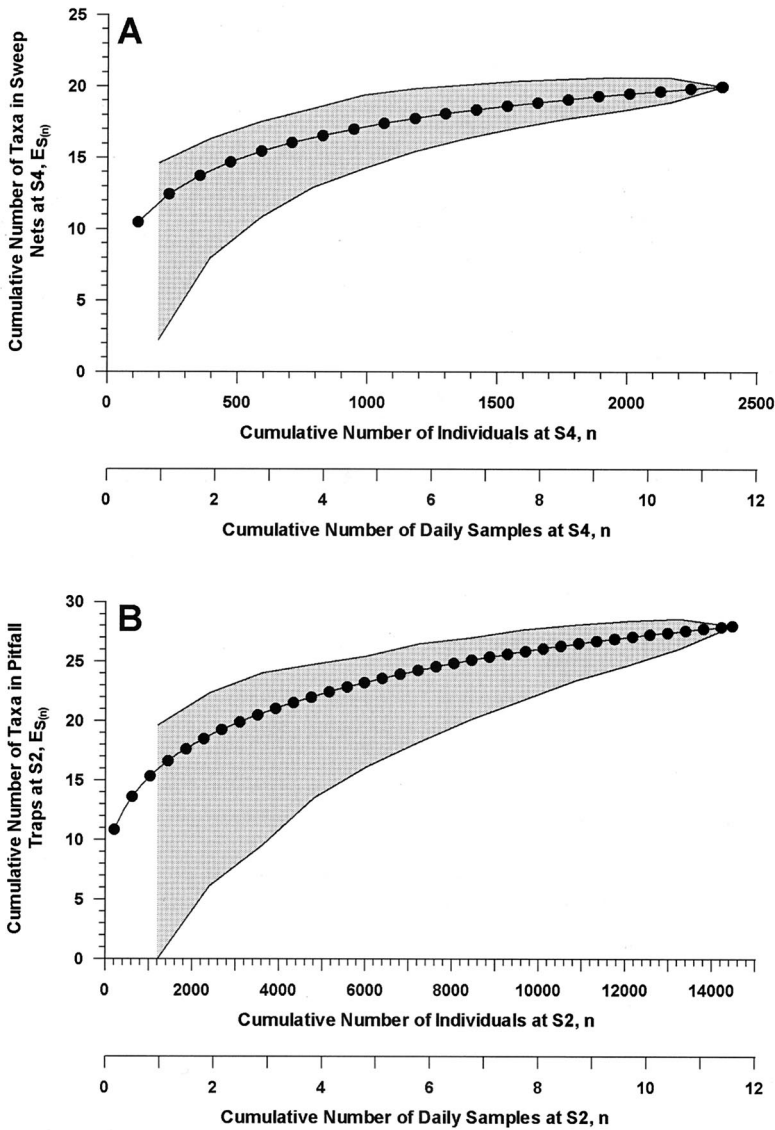 A
Cumulative Number of Taxa in Sweep
Nets at S4, ES(n)
25
20
15
10
5
0
0 500 1000 1500 2000 2500
Cumulative Number of Individuals at S4, n
0 2 4 6 8 10 12
Cumulative Number of Daily Samples at S4, n
B
Cumulative Number of Taxa in Pitfall
Traps at S2, ES(n)
30
25
20
15
10
5
0
0 2000 4000 6000 8000 10000 12000 14000
Cumulative Number of Individuals at S2, n
0 2 4 6 8 10 12
Cumulative Number of Daily Samples at S2, n